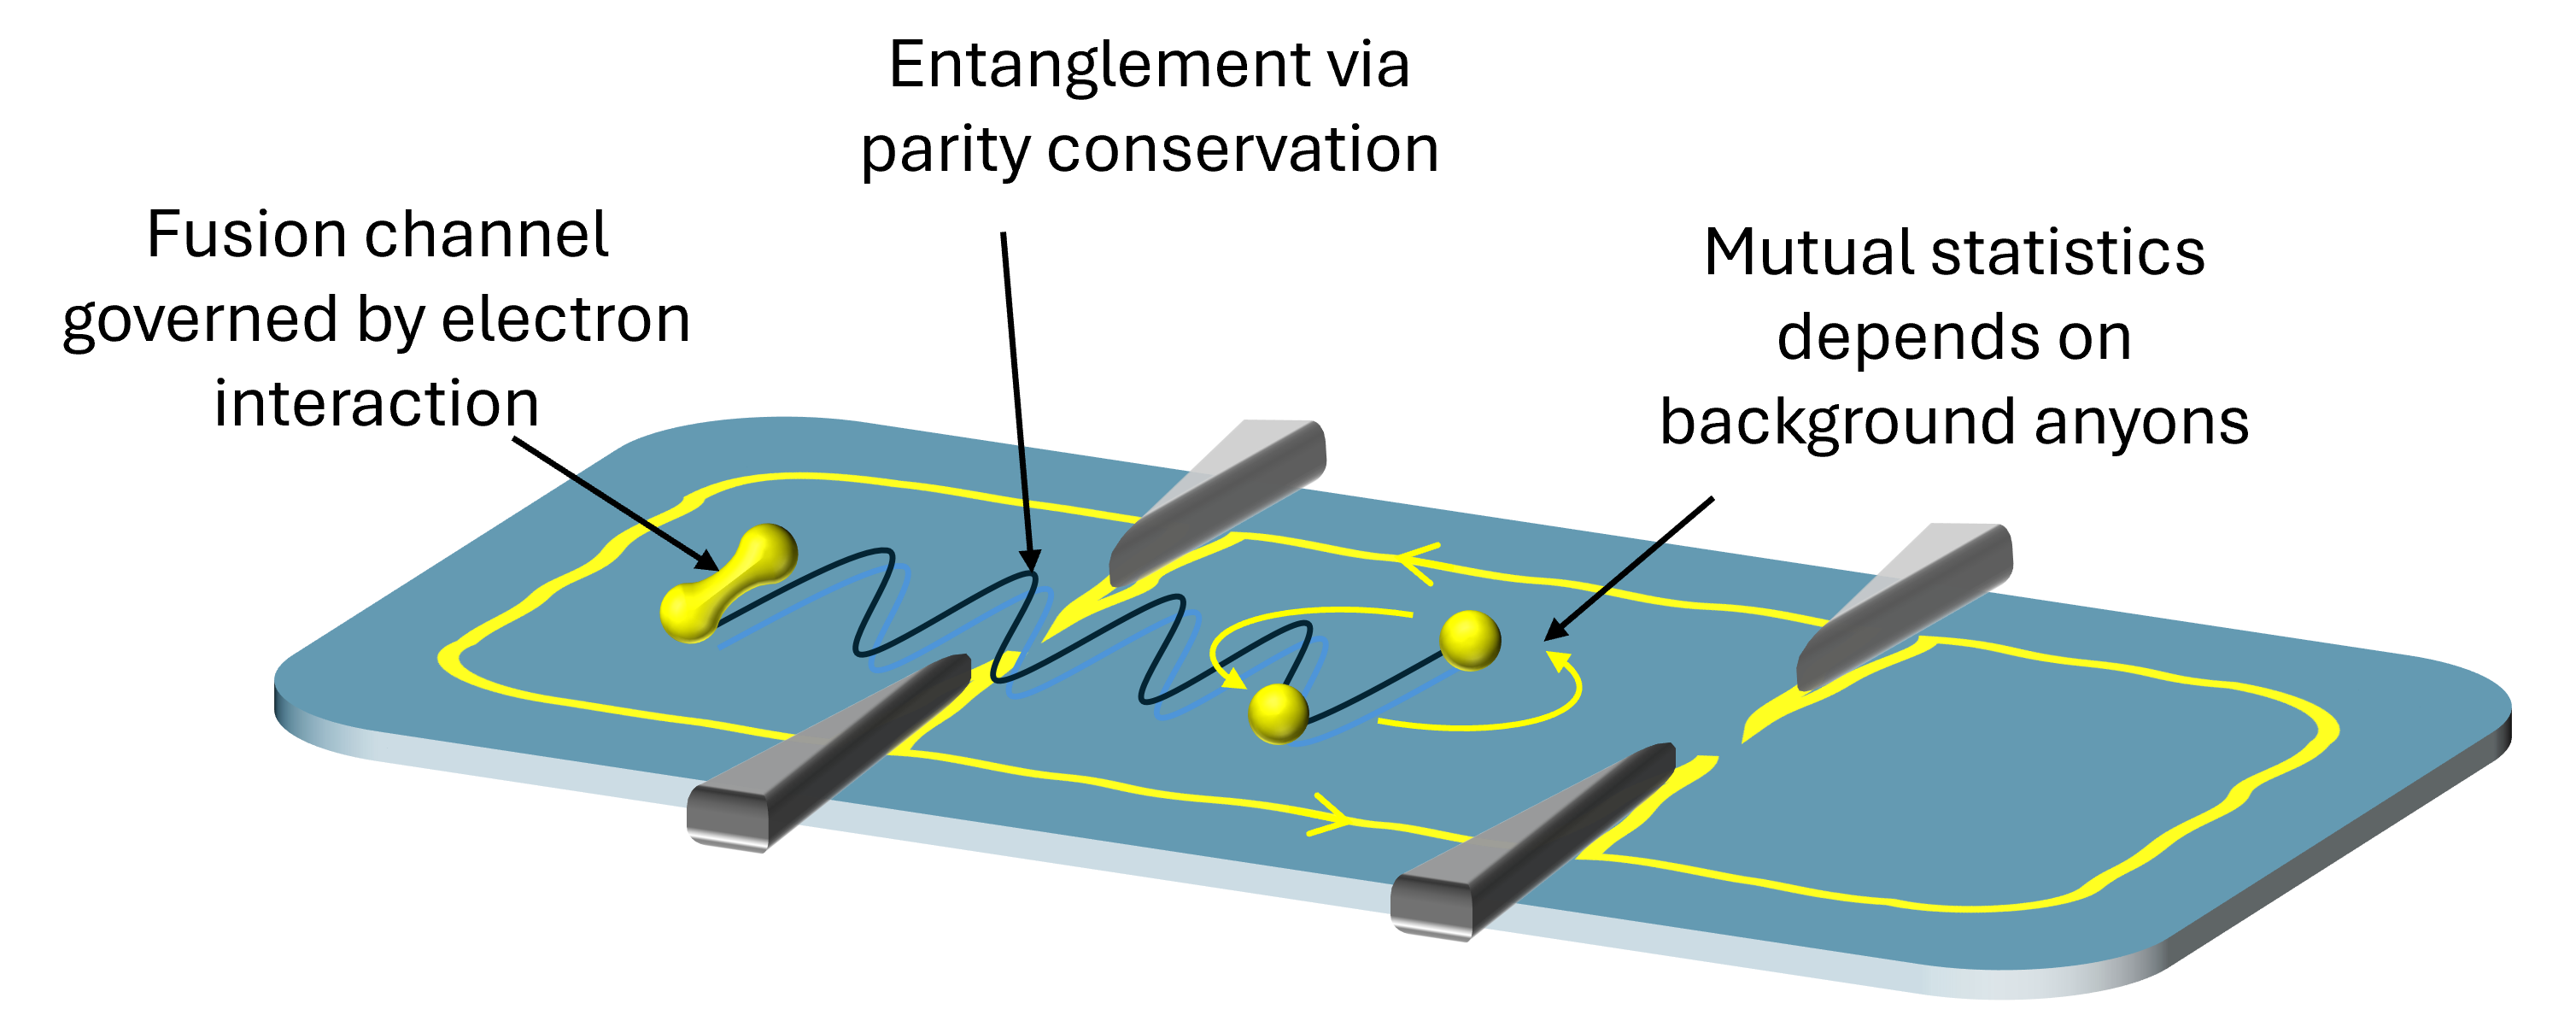 Entanglement via
parity conservation
Fusion channel
governed by electron
interaction
Mutual statistics
depends on
background anyons